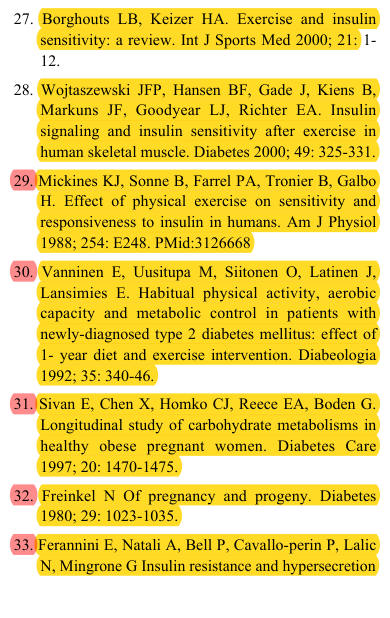 27. Borghouts LB, Keizer HA. Exercise and insulin
sensitivity: a review. Int J Sports Med 2000; 21: 1-
12.
28. Wojtaszewski JFP, Hansen BF, Gade J, Kiens B,
Markuns JF, Goodyear LJ, Richter EA. Insulin
signaling and insulin sensitivity after exercise in
human skeletal muscle. Diabetes 2000; 49: 325-331.
29. Mickines KJ, Sonne B, Farrel PA, Tronier B, Galbo
H. Effect of physical exercise on sensitivity and
responsiveness to insulin in humans. Am J Physiol
1988; 254: E248. PMid:3126668
30. Vanninen E, Uusitupa M, Siitonen O, Latinen J,
Lansimies E. Habitual physical activity, aerobic
capacity and metabolic control in patients with
newly-diagnosed type 2 diabetes mellitus: effect of
1- year diet and exercise intervention. Diabeologia
1992; 35: 340-46.
31. Sivan E, Chen X, Homko CJ, Reece EA, Boden G.
Longitudinal study of carbohydrate metabolisms in
healthy obese pregnant women. Diabetes Care
1997; 20: 1470-1475.
32. Freinkel N Of pregnancy and progeny. Diabetes
1980; 29: 1023-1035.
33. Ferannini E, Natali A, Bell P, Cavallo-perin P, Lalic
N, Mingrone G Insulin resistance and hypersecretion